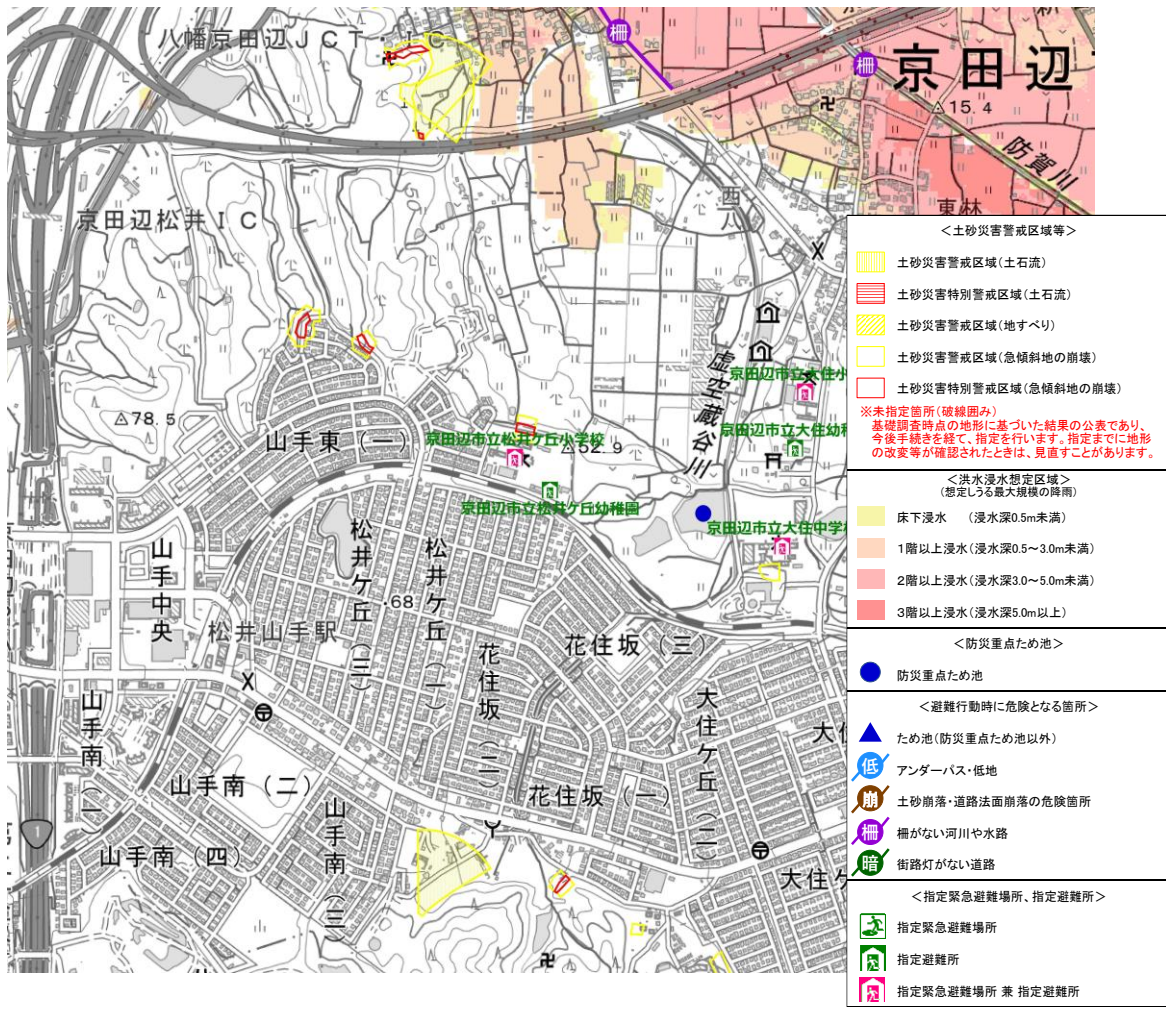 八幡京田辺JCT・IC
柵
柵
京田辺
15.4
防賀川
西八
東林
京田辺松井IC
78.5
山手東(一)
京田辺市立松井ケ丘小学校
52.9
京田辺市立松井ケ丘幼稚園
虚空蔵谷川
京田辺市立大住小
京田辺市立大住幼稚
京田辺市立大住中学校
山手中央
松井山手駅
松井ケ丘(三)
松井ケ丘(一)
.68
花住坂(二)
花住坂(三)
大住ケ丘(二)
花住坂(一)
大住ケ
山手南(一)
山手南(二)
山手南(三)
山手南(四)
1
<土砂災害警戒区域等>
土砂災害警戒区域(土石流)
土砂災害特別警戒区域(土石流)
土砂災害警戒区域(地すべり)
土砂災害警戒区域(急傾斜地の崩壊)
土砂災害特別警戒区域(急傾斜地の崩壊)
※未指定箇所(破線囲み)
基礎調査時点の地形に基づいた結果の公表であり、
今後手続きを経て、指定を行います。指定までに地形
の改変等が確認されたときは、見直すことがあります。
<洪水浸水想定区域>
(想定しうる最大規模の降雨)
床下浸水 (浸水深0.5m未満)
1階以上浸水(浸水深0.5～3.0m未満)
2階以上浸水(浸水深3.0～5.0m未満)
3階以上浸水(浸水深5.0m以上)
<防災重点ため池>
防災重点ため池
<避難行動時に危険となる箇所>
ため池(防災重点ため池以外)
低 アンダーパス・低地
崩 土砂崩落・道路法面崩落の危険箇所
柵 柵がない河川や水路
暗 街路灯がない道路
<指定緊急避難場所、指定避難所>
指定緊急避難場所
指定避難所
指定緊急避難場所 兼 指定避難所